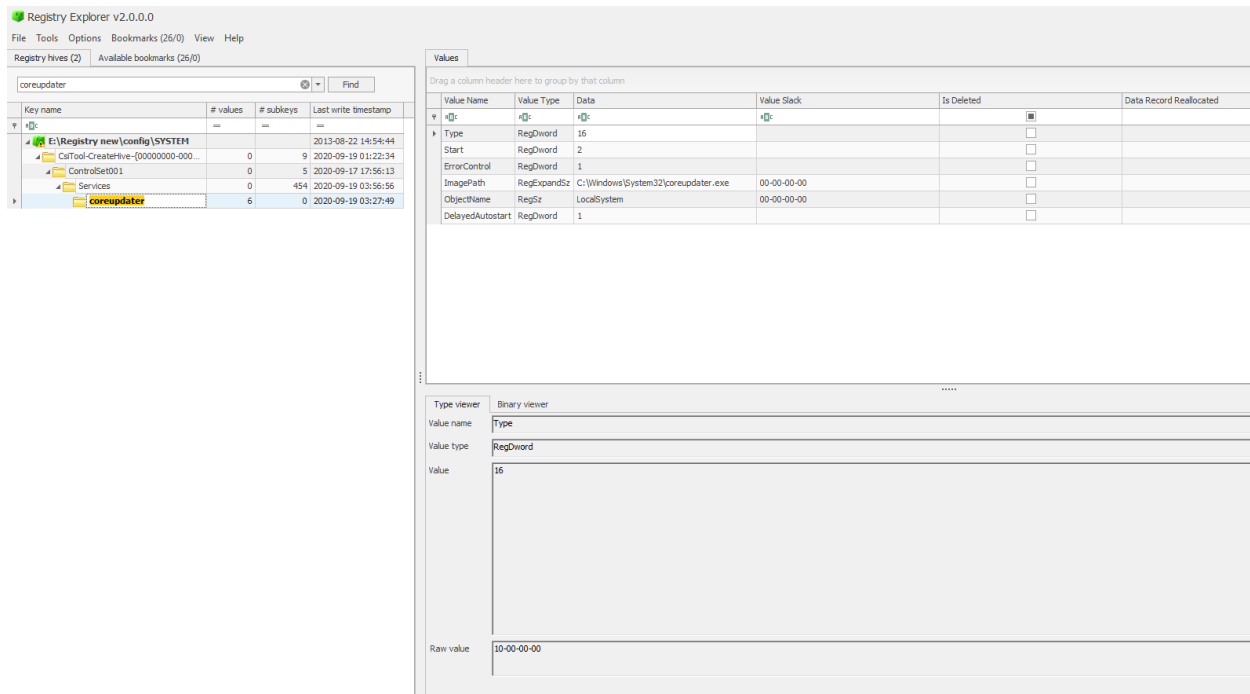 Registry Explorer v2.0.0.0
File Tools Options Bookmarks (26/0) View Help
Registry hives (2) Available bookmarks (26/0)
coreupdater Find
Key name # values # subkeys Last write timestamp
= = =
E:\Registry new\config\SYSTEM 2013-08-22 14:54:44
CsiTool-CreateHive-{00000000-000... 0 9 2020-09-19 01:22:34
ControlSet001 0 5 2020-09-17 17:56:13
Services 0 454 2020-09-19 03:56:56
coreupdater 6 0 2020-09-19 03:27:49
Values
Drag a column header here to group by that column
Value Name Value Type Data Value Slack Is Deleted Data Record Reallocated
Type RegDword 16
Start RegDword 2
ErrorControl RegDword 1
ImagePath RegExpandSz C:\Windows\System32\coreupdater.exe 00-00-00-00
ObjectName RegSz LocalSystem 00-00-00-00
DelayedAutostart RegDword 1
Type viewer Binary viewer
Value name Type
Value type RegDword
Value 16
Raw value 10-00-00-00